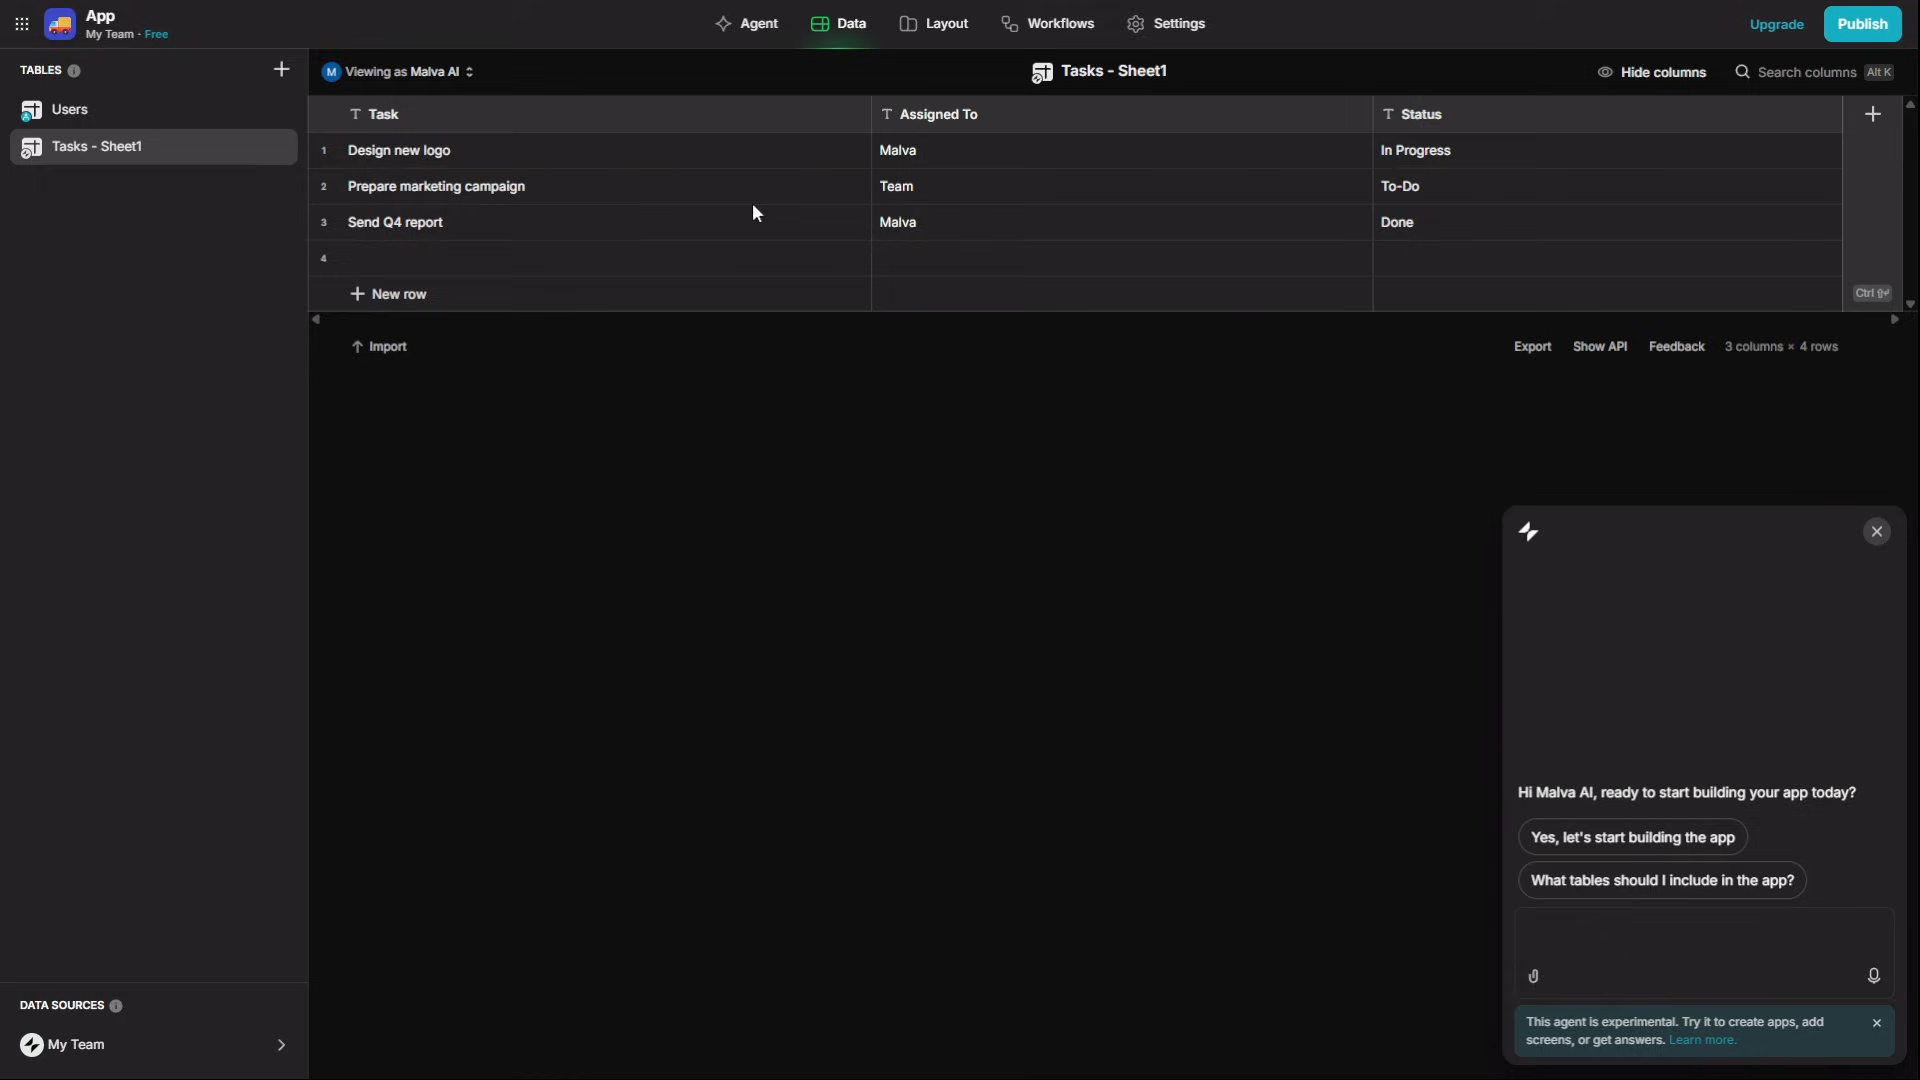 App
My Team · Free
Agent
Data
Layout
Workflows
Settings
Upgrade
Publish
TABLES
Users
Tasks - Sheet1
M Viewing as Malva AI
Tasks - Sheet1
Hide columns
Search columns Alt K
Task Assigned To Status
1 Design new logo Malva In Progress
2 Prepare marketing campaign Team To-Do
3 Send Q4 report Malva Done
4
New row
Ctrl
Import
Export Show API Feedback 3 columns × 4 rows
Hi Malva AI, ready to start building your app today?
Yes, let's start building the app
What tables should I include in the app?
This agent is experimental. Try it to create apps, add
screens, or get answers. Learn more.
DATA SOURCES
My Team